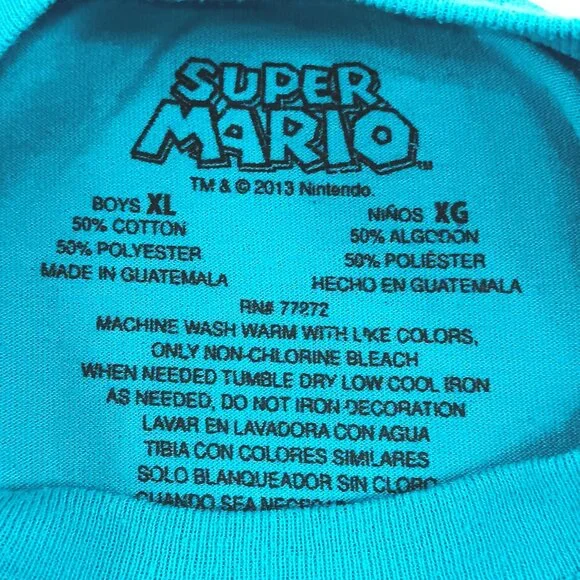 SUPER
MARIO™
TM & © 2013 Nintendo.
BOYS XL
50% COTTON
50% POLYESTER
MADE IN GUATEMALA
NIÑOS XG
50% ALGODON
50% POLIÉSTER
HECHO EN GUATEMALA
RN# 77272
MACHINE WASH WARM WITH LIKE COLORS,
ONLY NON-CHLORINE BLEACH
WHEN NEEDED TUMBLE DRY LOW COOL IRON
AS NEEDED, DO NOT IRON DECORATION
LAVAR EN LAVADORA CON AGUA
TIBIA CON COLORES SIMILARES
SOLO BLANQUEADOR SIN CLORO
CUANDO SEA